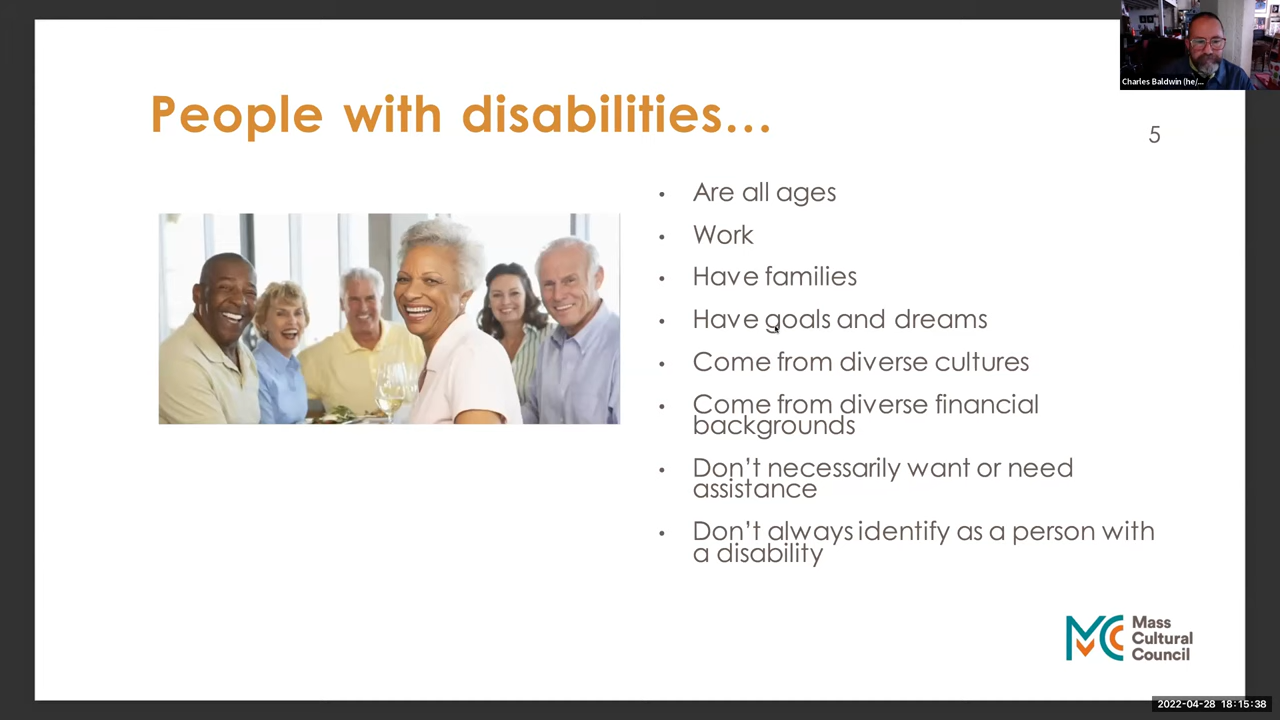 Charles Baldwin (he/...
People with disabilities...
5
• Are all ages
• Work
• Have families
• Have goals and dreams
• Come from diverse cultures
• Come from diverse financial
backgrounds
• Don't necessarily want or need
assistance
• Don't always identify as a person with
a disability
Mass
Cultural
Council
2022-04-28 18:15:38